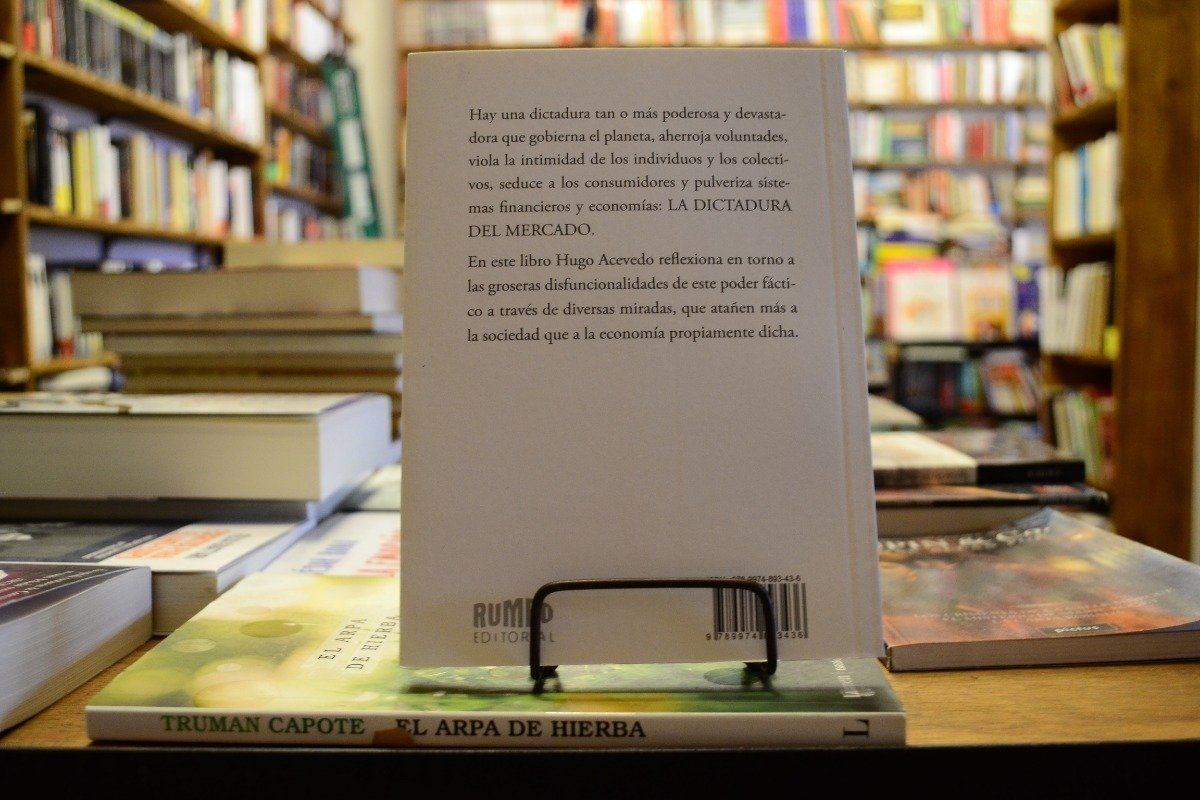 Hay una dictadura tan o más poderosa y devasta-
dora que gobierna el planeta, aherroja voluntades,
viola la intimidad de los individuos y los colecti-
vos, seduce a los consumidores y pulveriza siste-
mas financieros y economías: LA DICTADURA
DEL MERCADO.
En este libro Hugo Acevedo reflexiona en torno a
las groseras disfuncionalidades de este poder fácti-
co a través de diversas miradas, que atañen más a
la sociedad que a la economía propiamente dicha.
RUMBO
EDITORIAL
EL ARPA
DE HIERBA
TRUMAN CAPOTE EL ARPA DE HIERBA
L